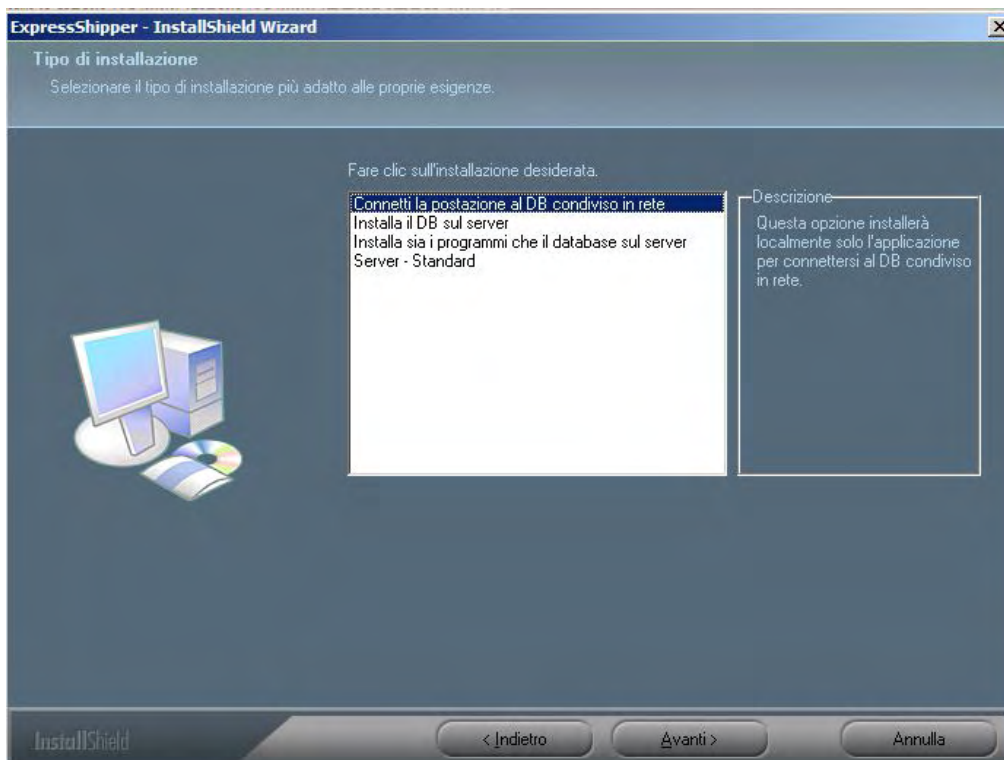 ExpressShipper - InstallShield Wizard
Tipo di installazione
Selezionare il tipo di installazione più adatto alle proprie esigenze.
Fare clic sull'installazione desiderata.
Connetti la postazione al DB condiviso in rete
Installa il DB sul server
Installa sia i programmi che il database sul server
Server - Standard
Descrizione
Questa opzione installerà
localmente solo l'applicazione
per connettersi al DB condiviso
in rete.
InstallShield
< Indietro
Avanti >
Annulla